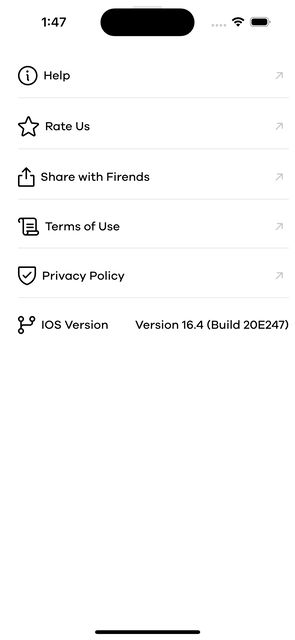 1:47
Help
Rate Us
Share with Firends
Terms of Use
Privacy Policy
IOS Version Version 16.4 (Build 20E247)